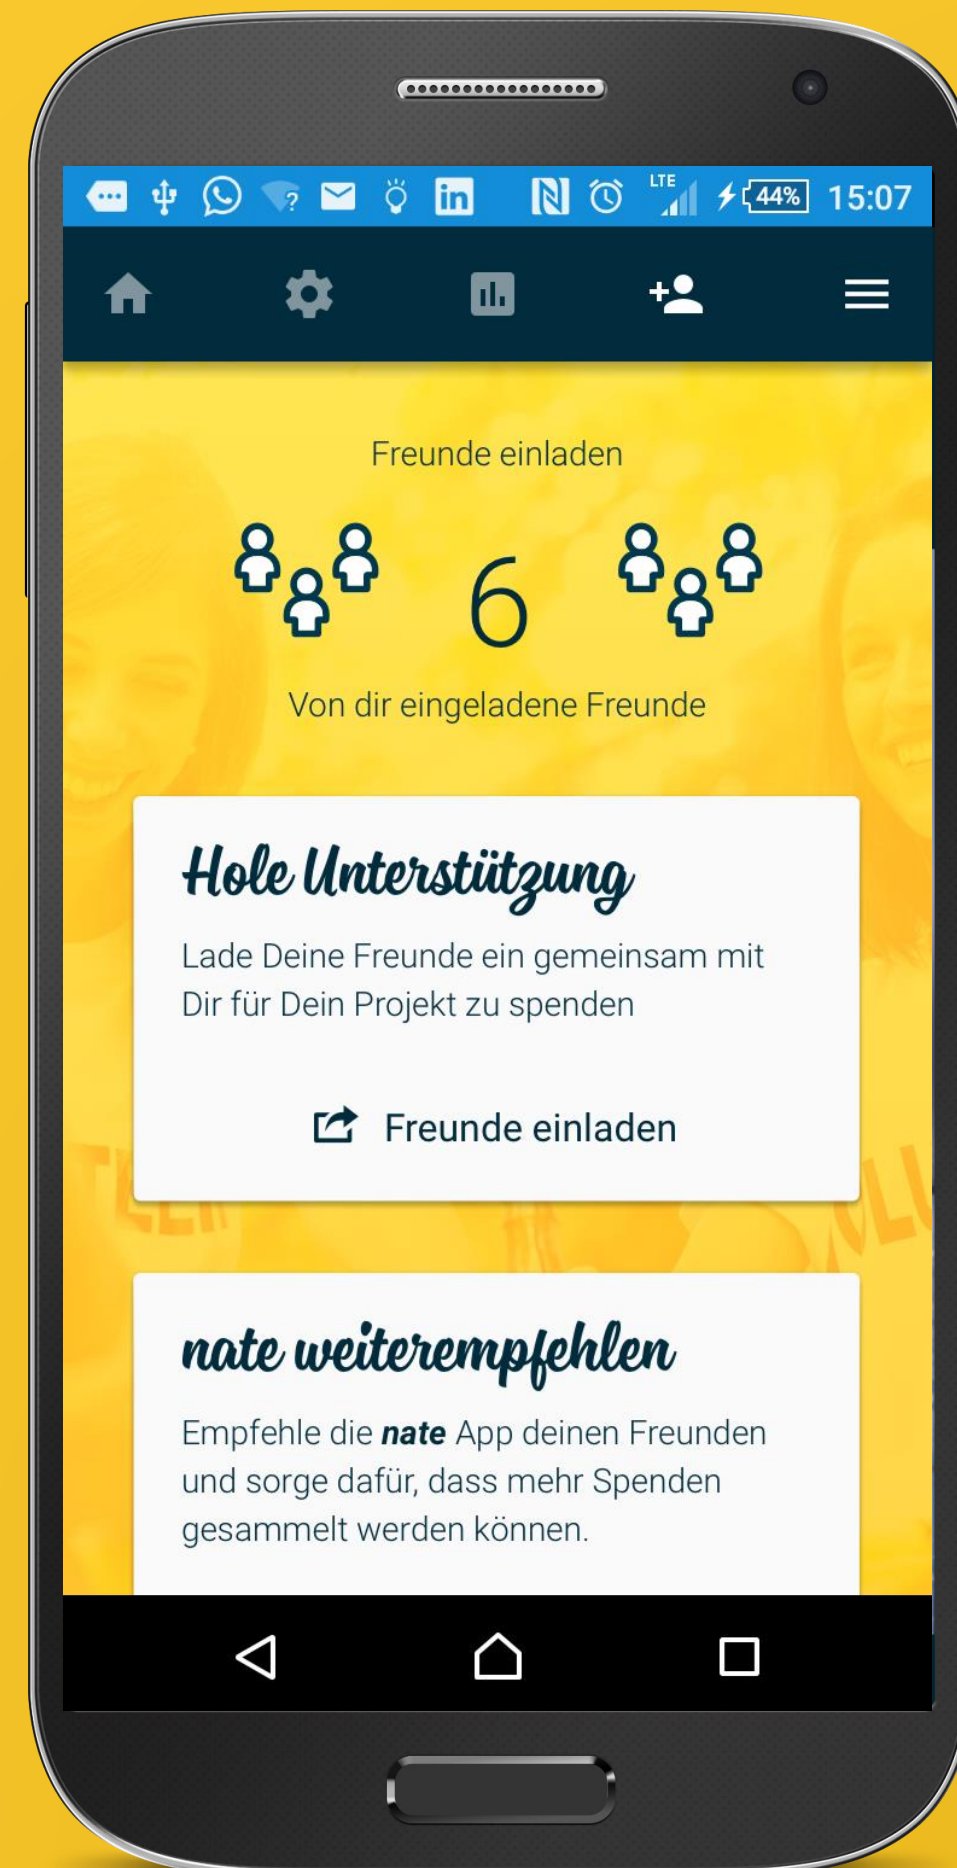 LTE
44%
15:07
Freunde einladen
6
Von dir eingeladene Freunde
Hole Unterstützung
Lade Deine Freunde ein gemeinsam mit
Dir für Dein Projekt zu spenden
Freunde einladen
nate weiterempfehlen
Empfehle die nate App deinen Freunden
und sorge dafür, dass mehr Spenden
gesammelt werden können.